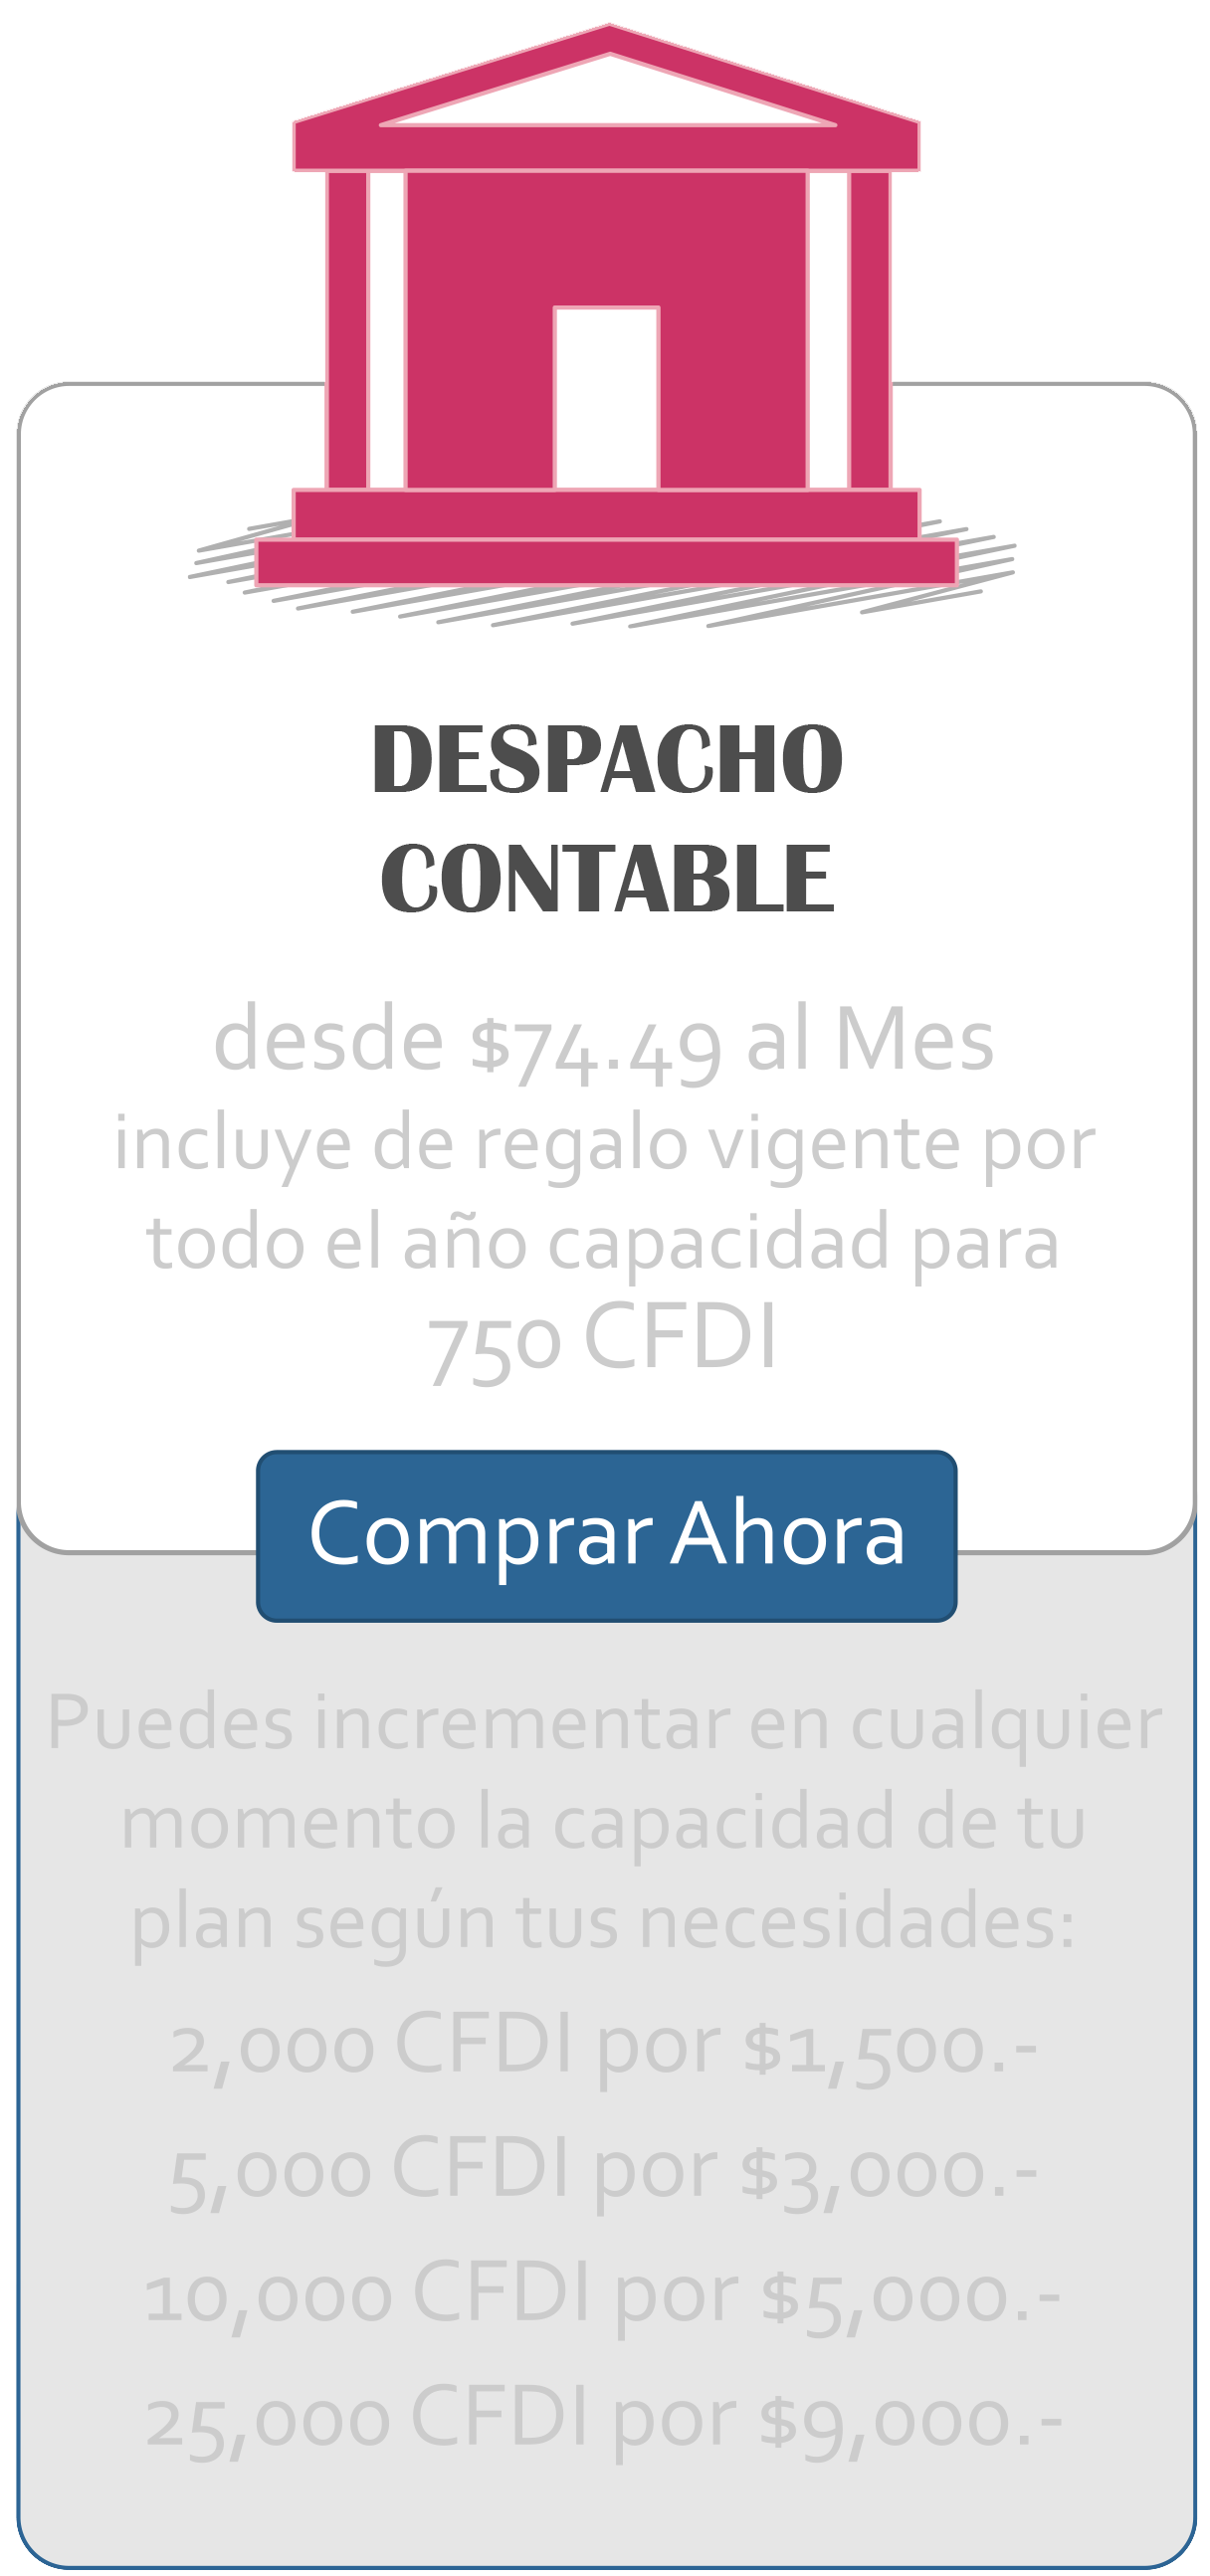 DESPACHO
CONTABLE
desde $74.49 al Mes
incluye de regalo vigente por
todo el año capacidad para
750 CFDI
Comprar Ahora
Puedes incrementar en cualquier
momento la capacidad de tu
plan según tus necesidades:
2,000 CFDI por $1,500.-
5,000 CFDI por $3,000.-
10,000 CFDI por $5,000.-
25,000 CFDI por $9,000.-